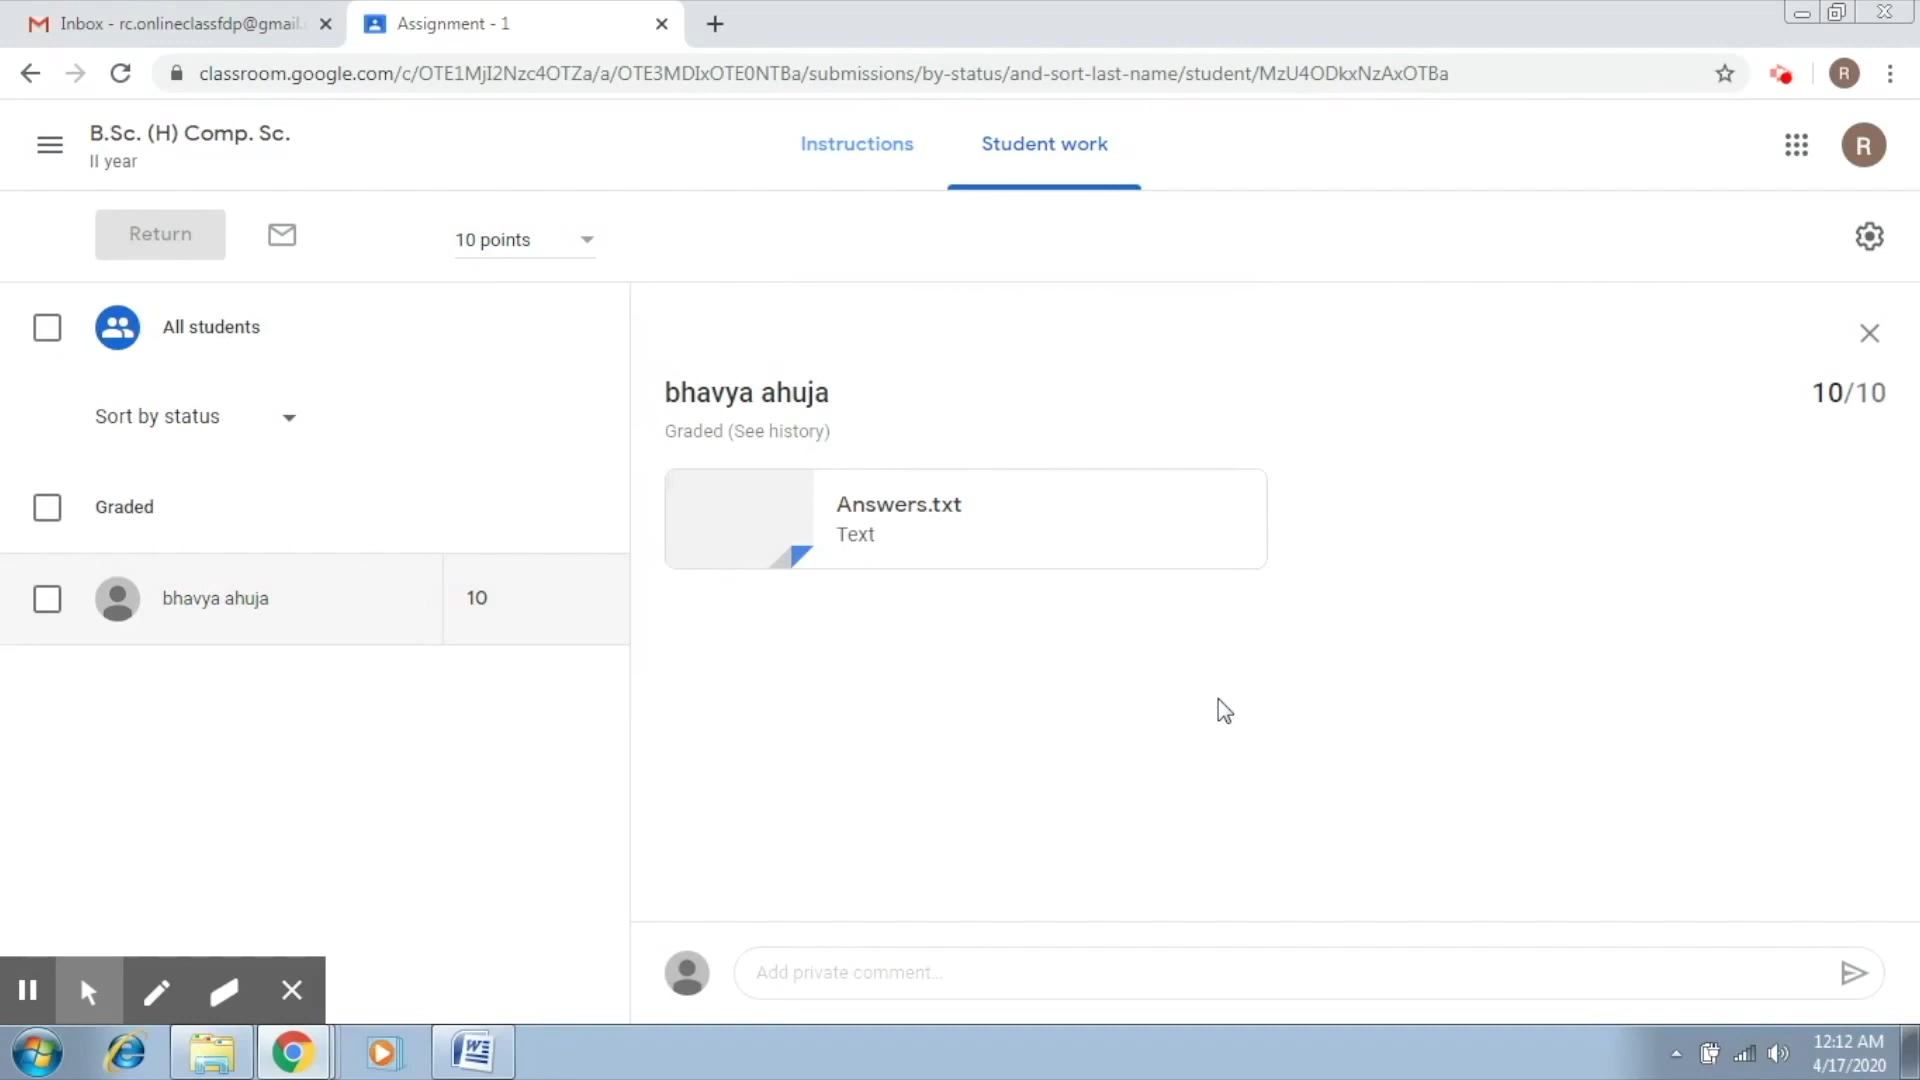 Inbox - rc.onlineclassfdp@gmail.
Assignment - 1
classroom.google.com/c/OTE1MjI2Nzc4OTZa/a/OTE3MDIxOTE0NTBa/submissions/by-status/and-sort-last-name/student/MzU4ODkxNzAxOTBa
R
B.Sc. (H) Comp. Sc.
II year
Instructions
Student work
R
Return
10 points
All students
Sort by status
Graded
bhavya ahuja
10
bhavya ahuja
10/10
Graded (See history)
Answers.txt
Text
Add private comment...
12:12 AM
4/17/2020